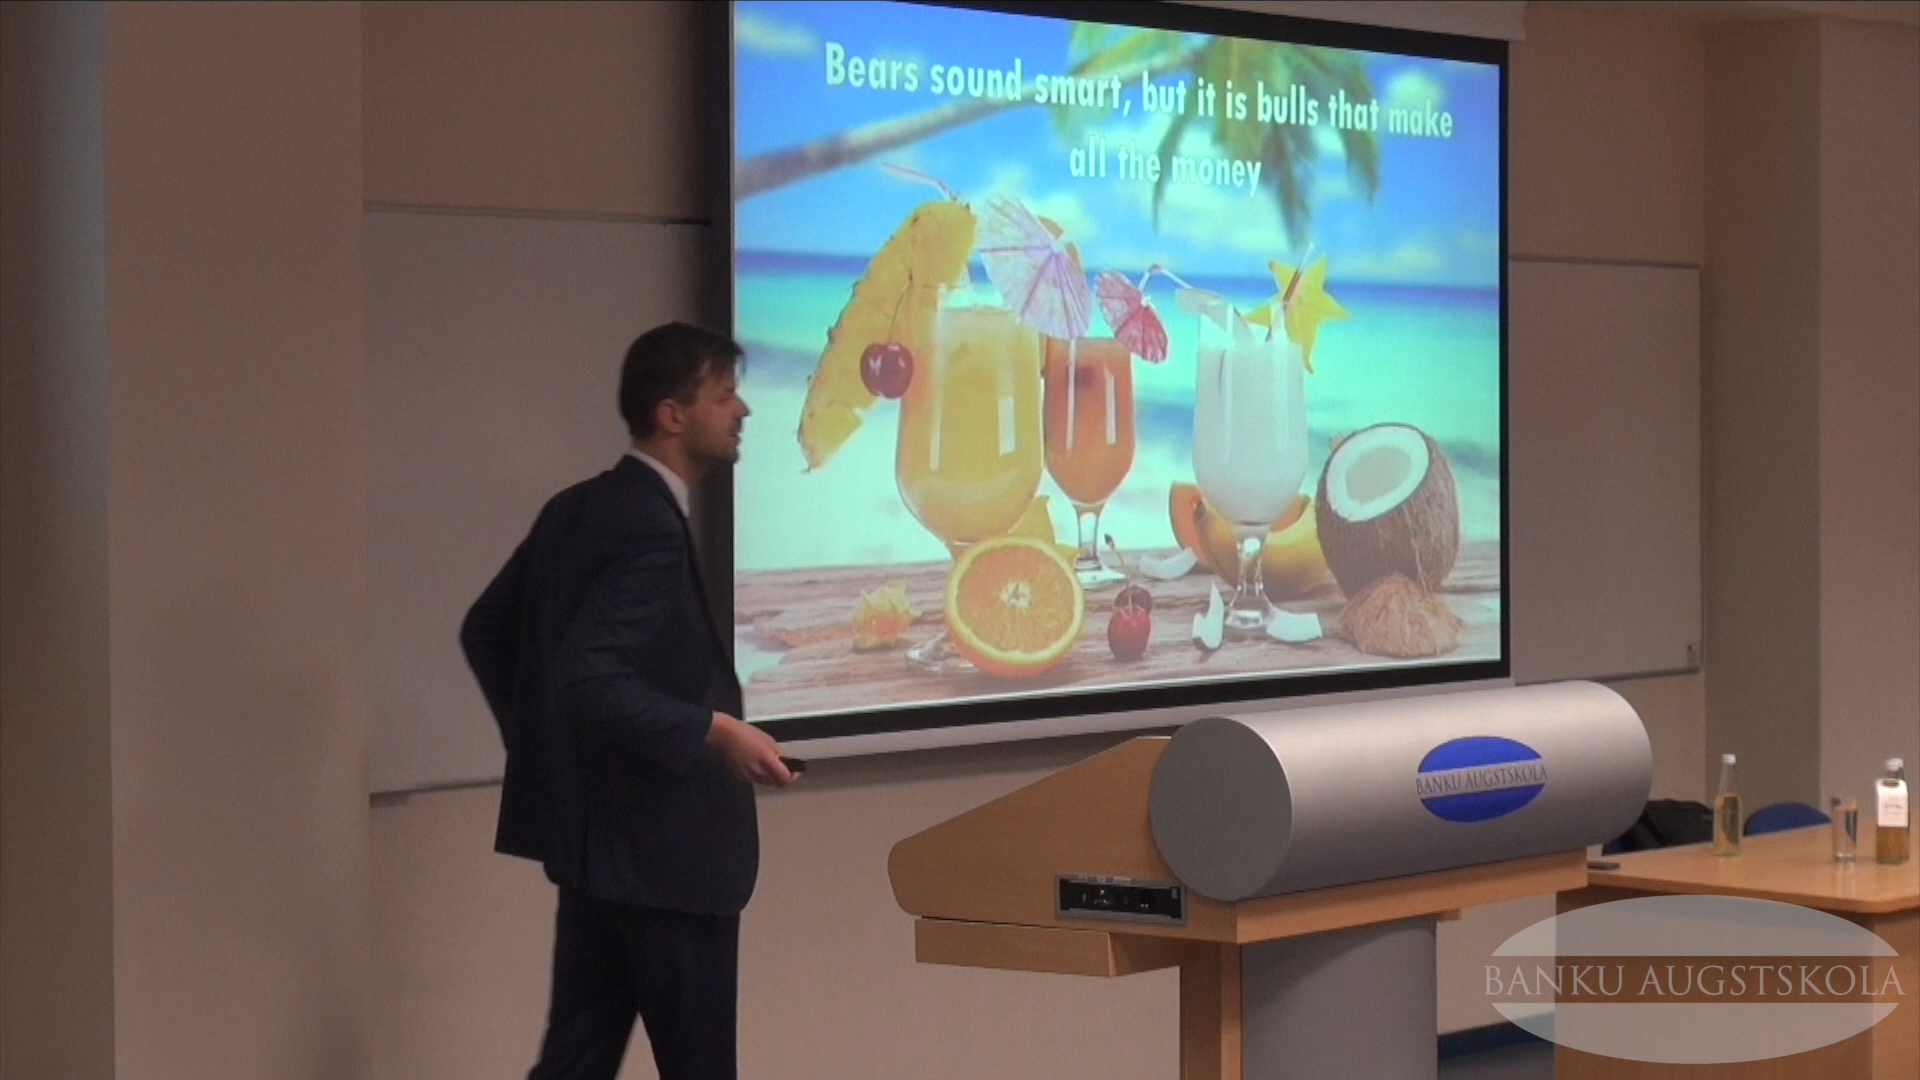 Bears sound smart, but it is bulls that make
all the money
BANKU AUGSTSKOLA
BANKU AUGSTSKOLA